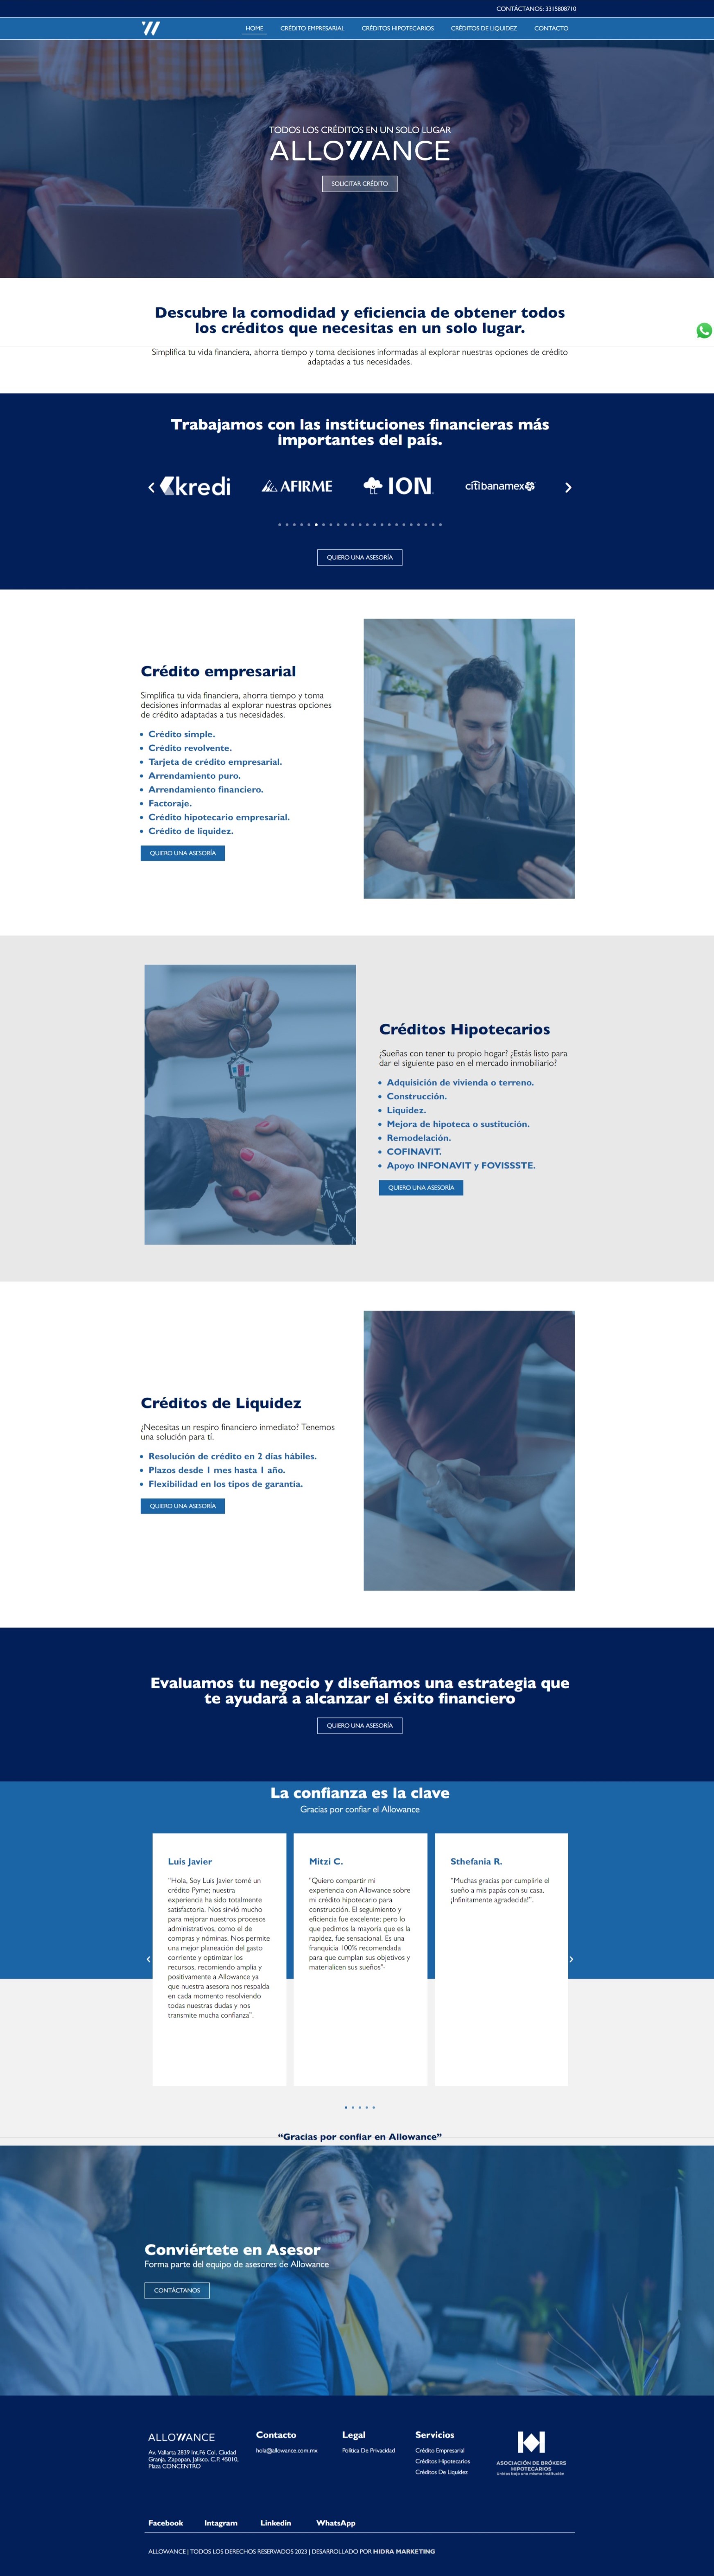 CONTÁCTANOS: 3315808710
HOME CRÉDITO EMPRESARIAL CRÉDITOS HIPOTECARIOS CRÉDITOS DE LIQUIDEZ CONTACTO
TODOS LOS CRÉDITOS EN UN SOLO LUGAR
ALLOWANCE
SOLICITAR CRÉDITO
Descubre la comodidad y eficiencia de obtener todos
los créditos que necesitas en un solo lugar.
Simplifica tu vida financiera, ahorra tiempo y toma decisiones informadas al explorar nuestras opciones de crédito
adaptadas a tus necesidades.
Trabajamos con las instituciones financieras más
importantes del país.
kredi AFIRME ION citibanamex
QUIERO UNA ASESORÍA
Crédito empresarial
Simplifica tu vida financiera, ahorra tiempo y toma
decisiones informadas al explorar nuestras opciones
de crédito adaptadas a tus necesidades.
Crédito simple.
Crédito revolvente.
Tarjeta de crédito empresarial.
Arrendamiento puro.
Arrendamiento financiero.
Factoraje.
Crédito hipotecario empresarial.
Crédito de liquidez.
QUIERO UNA ASESORÍA
Créditos Hipotecarios
¿Sueñas con tener tu propio hogar? ¿Estás listo para
dar el siguiente paso en el mercado inmobiliario?
Adquisición de vivienda o terreno.
Construcción.
Liquidez.
Mejora de hipoteca o sustitución.
Remodelación.
COFINAVIT.
Apoyo INFONAVIT y FOVISSSTE.
QUIERO UNA ASESORÍA
Créditos de Liquidez
¿Necesitas un respiro financiero inmediato? Tenemos
una solución para ti.
Resolución de crédito en 2 días hábiles.
Plazos desde 1 mes hasta 1 año.
Flexibilidad en los tipos de garantía.
QUIERO UNA ASESORÍA
Evaluamos tu negocio y diseñamos una estrategia que
te ayudará a alcanzar el éxito financiero
QUIERO UNA ASESORÍA
La confianza es la clave
Gracias por confiar el Allowance
Luis Javier
"Hola, Soy Luis Javier tomé un
crédito Pyme; nuestra
experiencia ha sido totalmente
satisfactoria. Nos sirvió mucho
para mejorar nuestros procesos
administrativos, como el de
compras y nóminas. Nos permite
una mejor planeación del gasto
corriente y optimizar los
recursos, recomiendo amplia y
positivamente a Allowance ya
que nuestra asesora nos respalda
en cada momento resolviendo
todas nuestras dudas y nos
transmite mucha confianza".
Mitzi C.
"Quiero compartir mi
experiencia con Allowance sobre
mi crédito hipotecario para
construcción. El seguimiento y
eficiencia fue excelente; pero lo
que pedimos la mayoría que es la
rapidez, fue sensacional. Es una
franquicia 100% recomendada
para que cumplan sus objetivos y
materialicen sus sueños"-
Sthefania R.
"Muchas gracias por cumplirle el
sueño a mis papás con su casa.
¡Infinitamente agradecida!".
"Gracias por confiar en Allowance"
Conviértete en Asesor
Forma parte del equipo de asesores de Allowance
CONTÁCTANOS
ALLOWANCE
Av. Vallarta 2839 Int.F6 Col. Ciudad
Granja. Zapopan, Jalisco. C.P. 45010,
Plaza CONCENTRO
Contacto
hola@allowance.com.mx
Legal
Política De Privacidad
Servicios
Crédito Empresarial
Créditos Hipotecarios
Créditos De Liquidez
ASOCIACIÓN DE BRÓKERS
HIPOTECARIOS
Unidos bajo una misma institución
Facebook Intagram Linkedin WhatsApp
ALLOWANCE | TODOS LOS DERECHOS RESERVADOS 2023 | DESARROLLADO POR HIDRA MARKETING